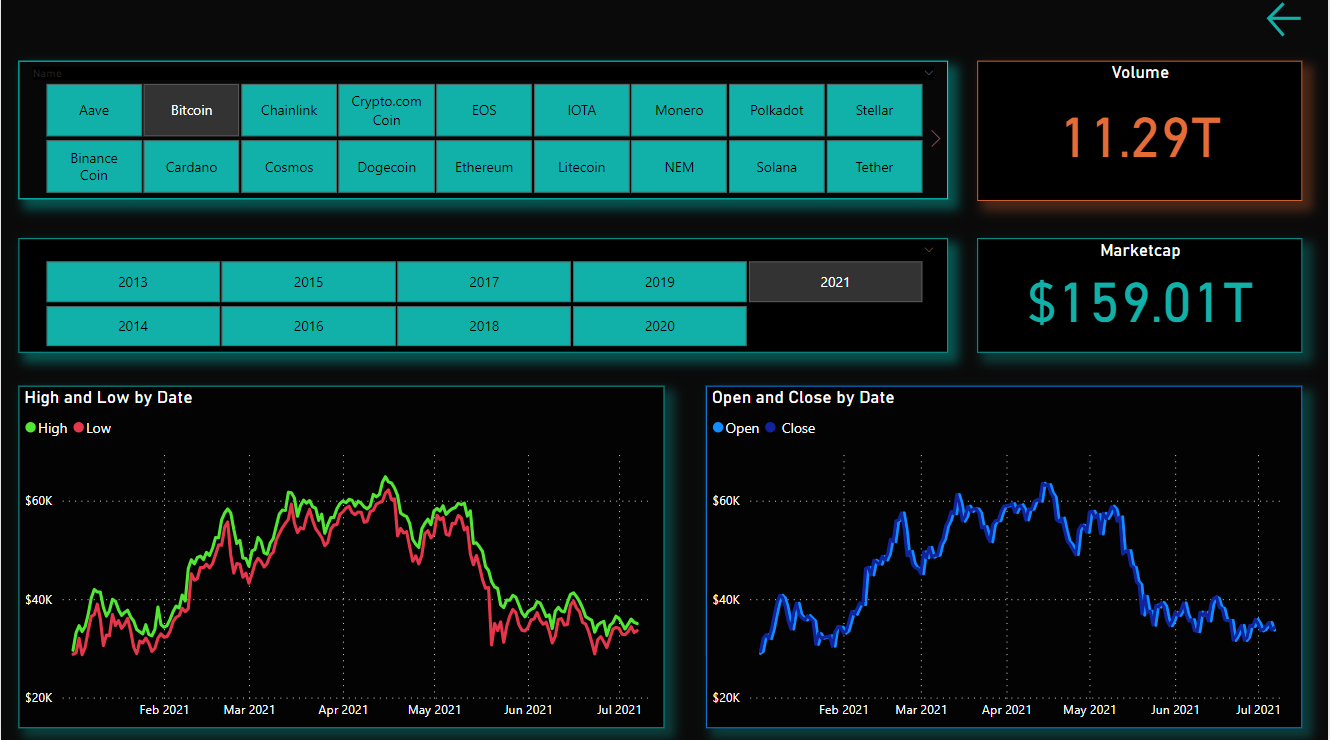 Name
Aave
Bitcoin
Chainlink
Crypto.com
Coin
EOS
IOTA
Monero
Polkadot
Stellar
Binance
Coin
Cardano
Cosmos
Dogecoin
Ethereum
Litecoin
NEM
Solana
Tether
Volume
11.29T
2013
2015
2017
2019
2021
2014
2016
2018
2020
Marketcap
$159.01T
High and Low by Date
High Low
$60K
$40K
$20K
Feb 2021 Mar 2021 Apr 2021 May 2021 Jun 2021 Jul 2021
Open and Close by Date
Open Close
$60K
$40K
$20K
Feb 2021 Mar 2021 Apr 2021 May 2021 Jun 2021 Jul 2021